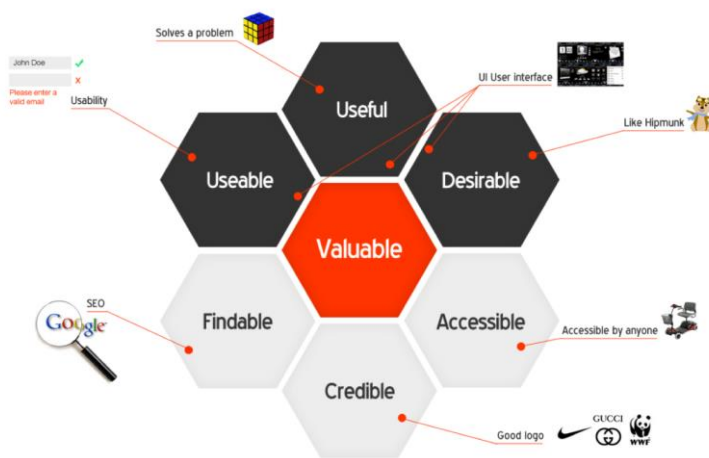 Solves a problem
John Doe
Please enter a
valid email
Usability
UI User interface
Like Hipmunk
Useful
Useable
Desirable
Valuable
SEO
Google
Findable
Accessible
Accessible by anyone
Credible
Good logo
GUCCI
WWF